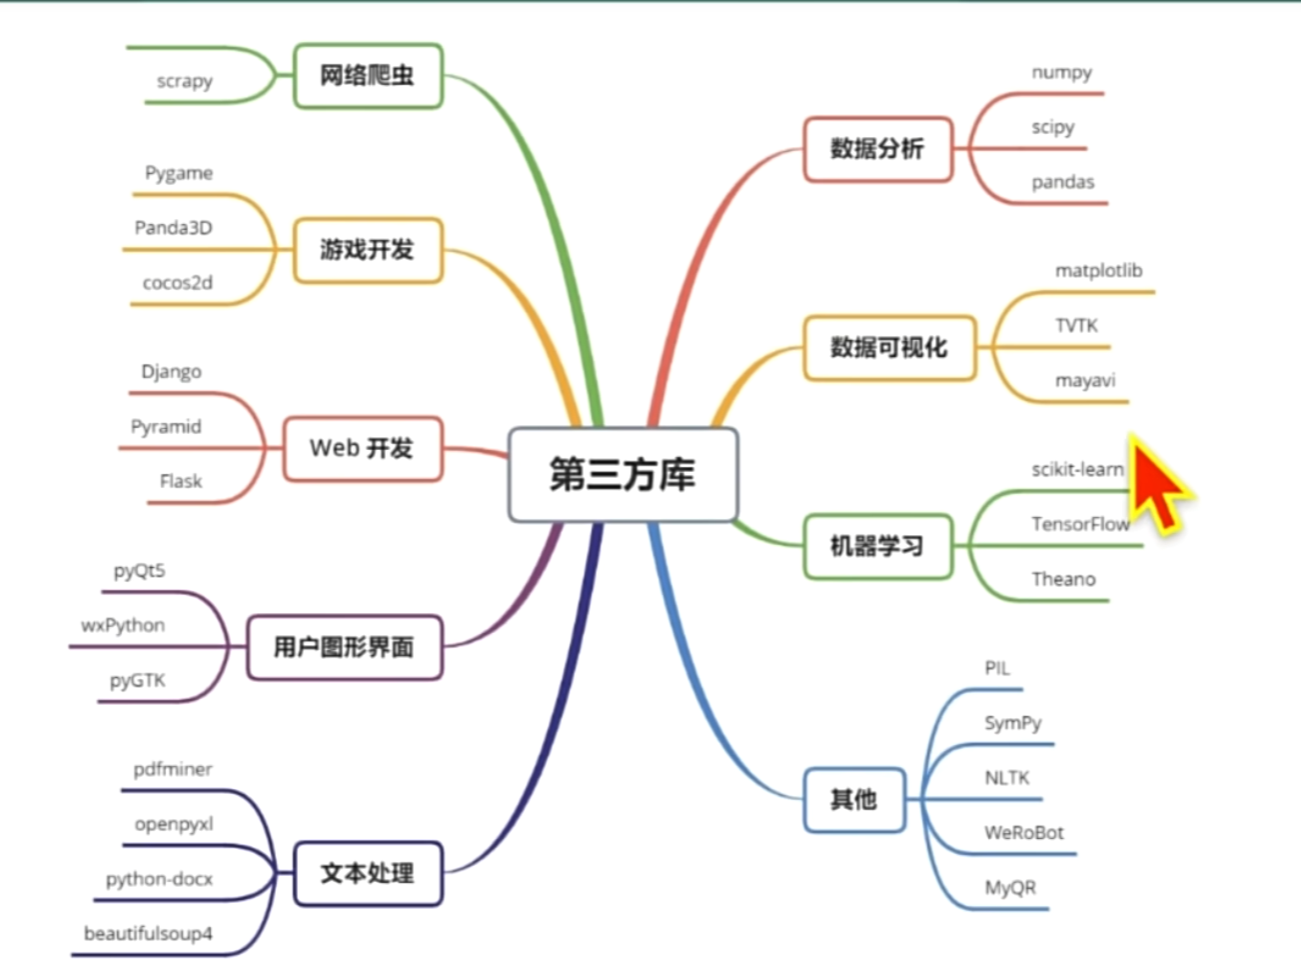 第三方库
网络爬虫
scrapy
游戏开发
Pygame
Panda3D
cocos2d
Web 开发
Django
Pyramid
Flask
用户图形界面
pyQt5
wxPython
pyGTK
文本处理
pdfminer
openpyxl
python-docx
beautifulsoup4
数据分析
numpy
scipy
pandas
数据可视化
matplotlib
TVTK
mayavi
机器学习
scikit-learn
TensorFlow
Theano
其他
PIL
SymPy
NLTK
WeRoBot
MyQR